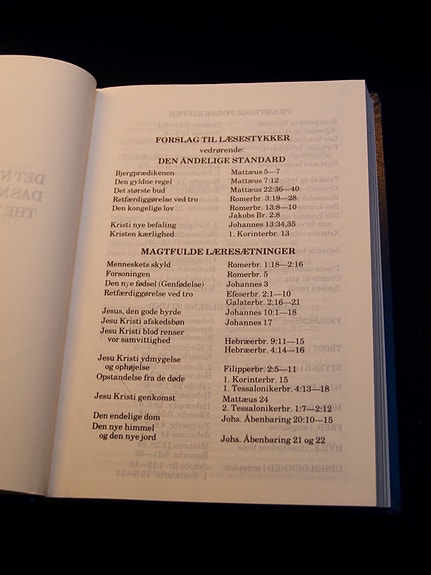 FORSLAG TIL LÆSESTYKKER
vedrørende
DEN ÅNDELIGE STANDARD
Bjergprædikenen Mattæus 5—7
Den gyldne regel Mattæus 7:12
Det største bud Mattæus 22:36—40
Retfærdiggørelse ved tro Romerbr. 3:19—28
Den kongelige lov Romerbr. 13:8—10
Jakobs Br. 2:8
Kristi nye befaling Johannes 13:34,35
Kristen kærlighed 1. Korinterbr. 13
MAGTFULDE LÆRESÆTNINGER
Menneskets skyld Romerbr. 1:18—2:16
Forsoningen Romerbr. 5
Den nye fødsel (Genfødelse) Johannes 3
Retfærdiggørelse ved tro Efeserbr. 2:1—10
Galaterbr. 2:16—21
Jesus, den gode hyrde Johannes 10:1—18
Jesu Kristi afskedsbøn Johannes 17
Jesu Kristi blod renser
vor samvittighed Hebræerbr. 9:11—15
Hebræerbr. 4:14—16
Jesu Kristi ydmygelse
og ophøjelse Filipperbr. 2:5—11
Opstandelse fra de døde 1. Korinterbr. 15
1. Tessalonikerbr. 4:13—18
Jesu Kristi genkomst Mattæus 24
2. Tessalonikerbr. 1:7—2:12
Den endelige dom Johs. Åbenbaring 20:10—15
Den nye himmel
og den nye jord Johs. Åbenbaring 21 og 22